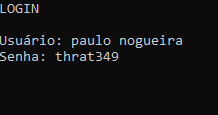 LOGIN
Usuário: paulo nogueira
Senha: thrat349